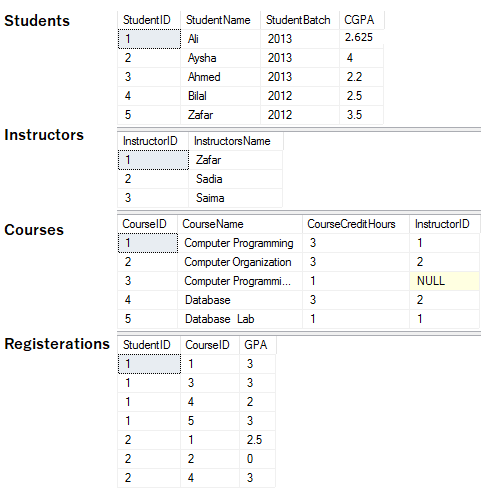 Students
StudentID StudentName StudentBatch CGPA
1 Ali 2013 2.625
2 Aysha 2013 4
3 Ahmed 2013 2.2
4 Bilal 2012 2.5
5 Zafar 2012 3.5
Instructors
InstructorID InstructorsName
1 Zafar
2 Sadia
3 Saima
Courses
CourseID CourseName CourseCreditHours InstructorID
1 Computer Programming 3 1
2 Computer Organization 3 2
3 Computer Programmi... 1 NULL
4 Database 3 2
5 Database Lab 1 1
Registerations
StudentID CourseID GPA
1 1 3
1 3 3
1 4 2
1 5 3
2 1 2.5
2 2 0
2 4 3